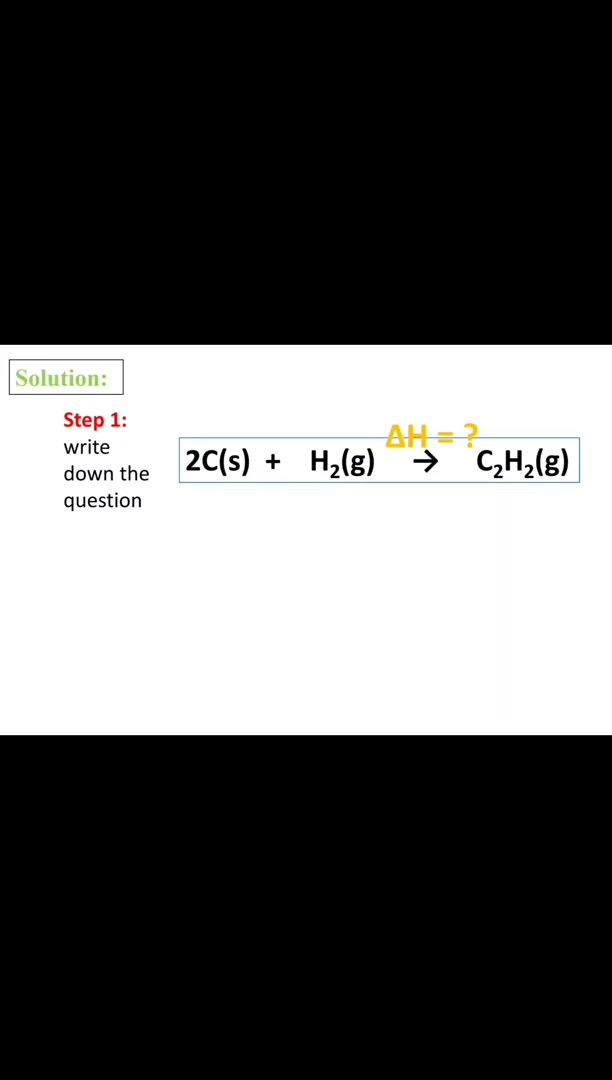 Solution:
Step 1:
write
down the
question
ΔH = ?
2C(s) + H₂(g) → C₂H₂(g)